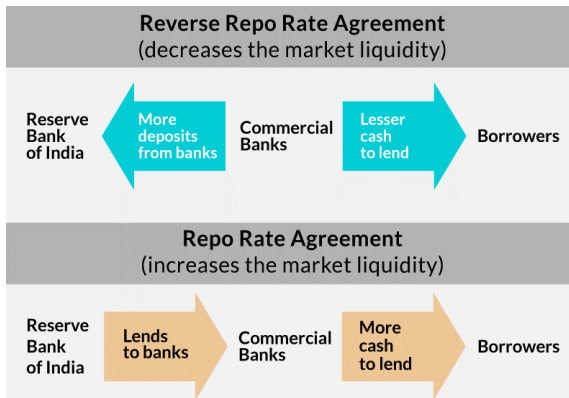 Reverse Repo Rate Agreement
(decreases the market liquidity)
Reserve
Bank
of India
More
deposits
from banks
Commercial
Banks
Lesser
cash
to lend
Borrowers
Repo Rate Agreement
(increases the market liquidity)
Reserve
Bank
of India
Lends
to banks
Commercial
Banks
More
cash
to lend
Borrowers